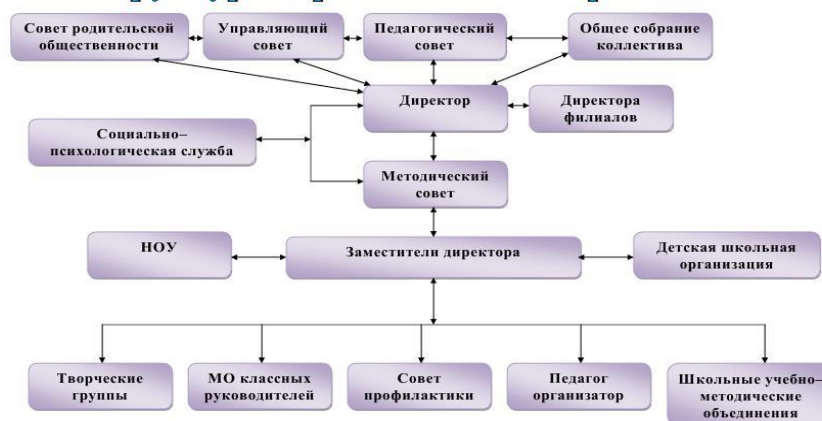 Совет родительской
общественности
Управляющий
совет
Педагогический
совет
Общее собрание
коллектива
Директор
Директора
филиалов
Социально–
психологическая служба
Методический
совет
НОУ
Заместители директора
Детская школьная
организация
Творческие
группы
МО классных
руководителей
Совет
профилактики
Педагог
организатор
Школьные учебно–
методические
объединения